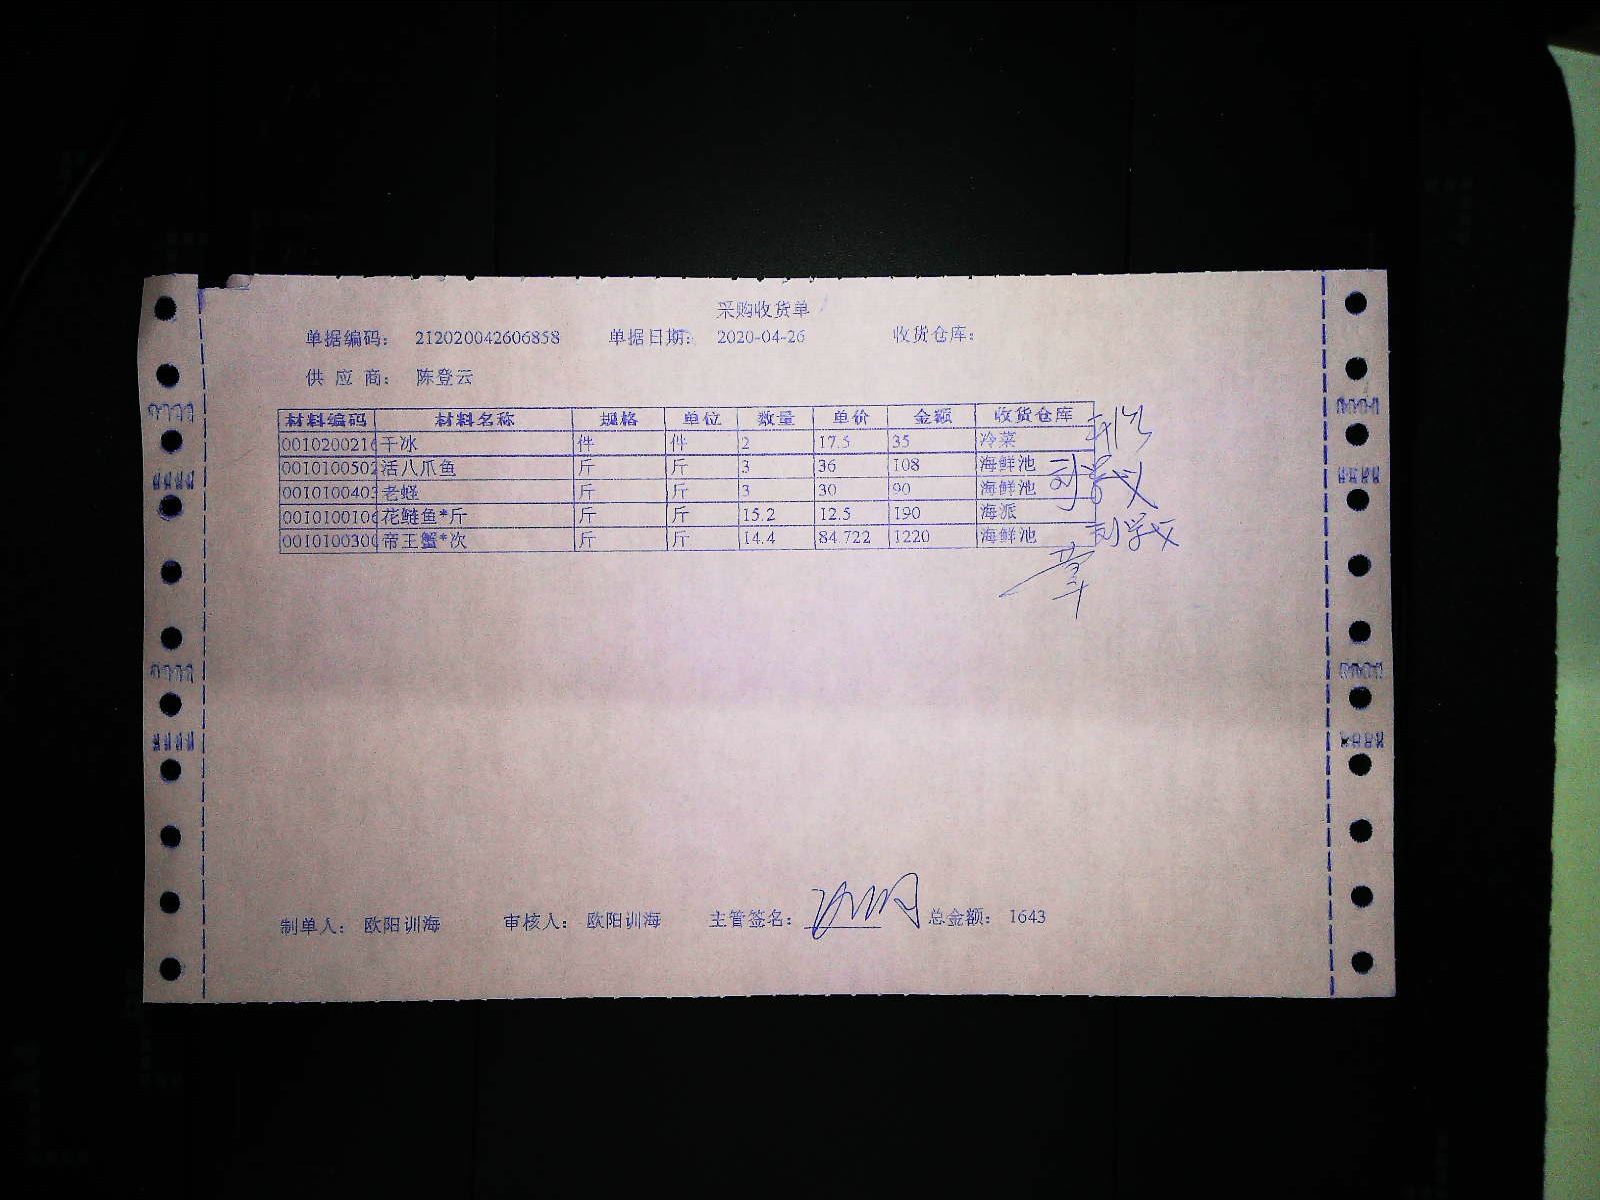 采购收货单
单据编码： 212020042606858 单据日期： 2020-04-26 收货仓库：
供 应 商： 陈登云
材料编码 材料名称 规格 单位 数量 单价 金额 收货仓库
0010200216 干冰 件 件 2 17.5 35 冷菜
0010100502 活八爪鱼 斤 斤 3 36 108 海鲜池
0010100403 老蛏 斤 斤 3 30 90 海鲜池
0010100106 花鲢鱼*斤 斤 斤 15.2 12.5 190 海派
0010100300 帝王蟹*次 斤 斤 14.4 84.722 1220 海鲜池
制单人： 欧阳训海 审核人： 欧阳训海 主管签名： 总金额： 1643